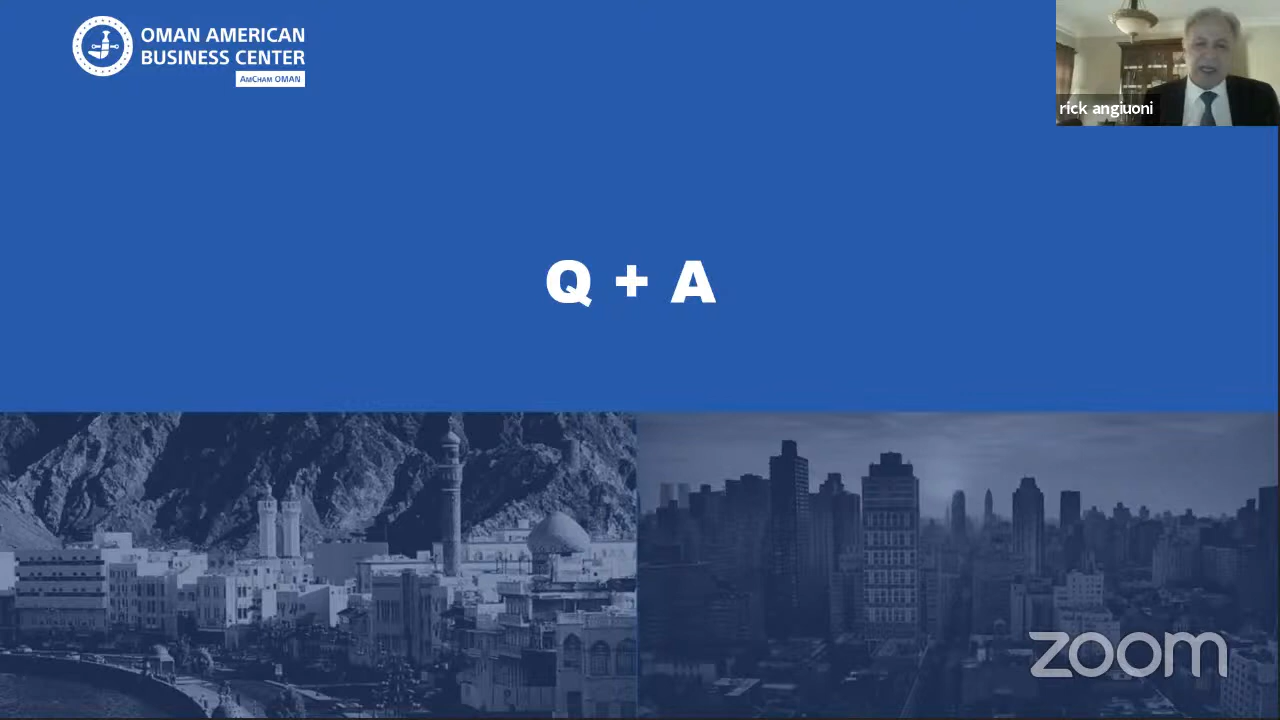 OMAN AMERICAN
BUSINESS CENTER
AMCHAM OMAN
rick angiuoni
Q + A
zoom